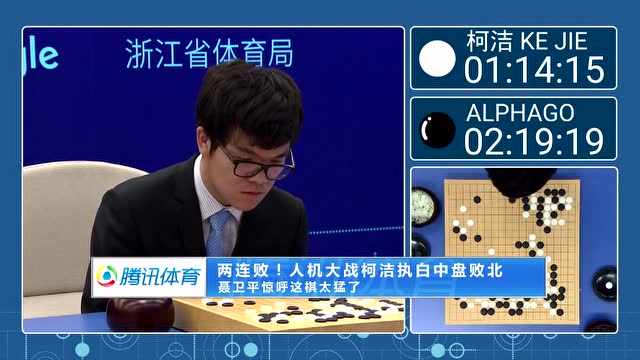 gle
浙江省体育局
柯洁 KE JIE
01:14:15
ALPHAGO
02:19:19
腾讯体育
两连败！人机大战柯洁执白中盘败北
聂卫平惊呼这棋太猛了